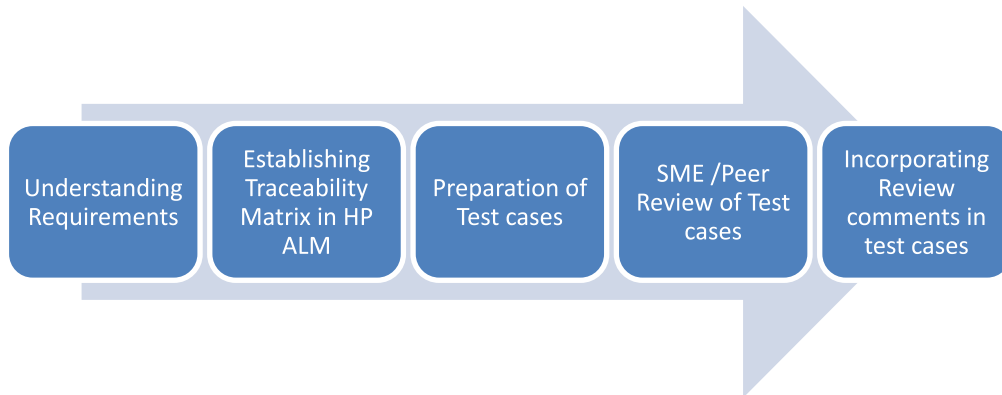 Understanding
Requirements
Establishing
Traceability
Matrix in HP
ALM
Preparation of
Test cases
SME /Peer
Review of Test
cases
Incorporating
Review
comments in
test cases